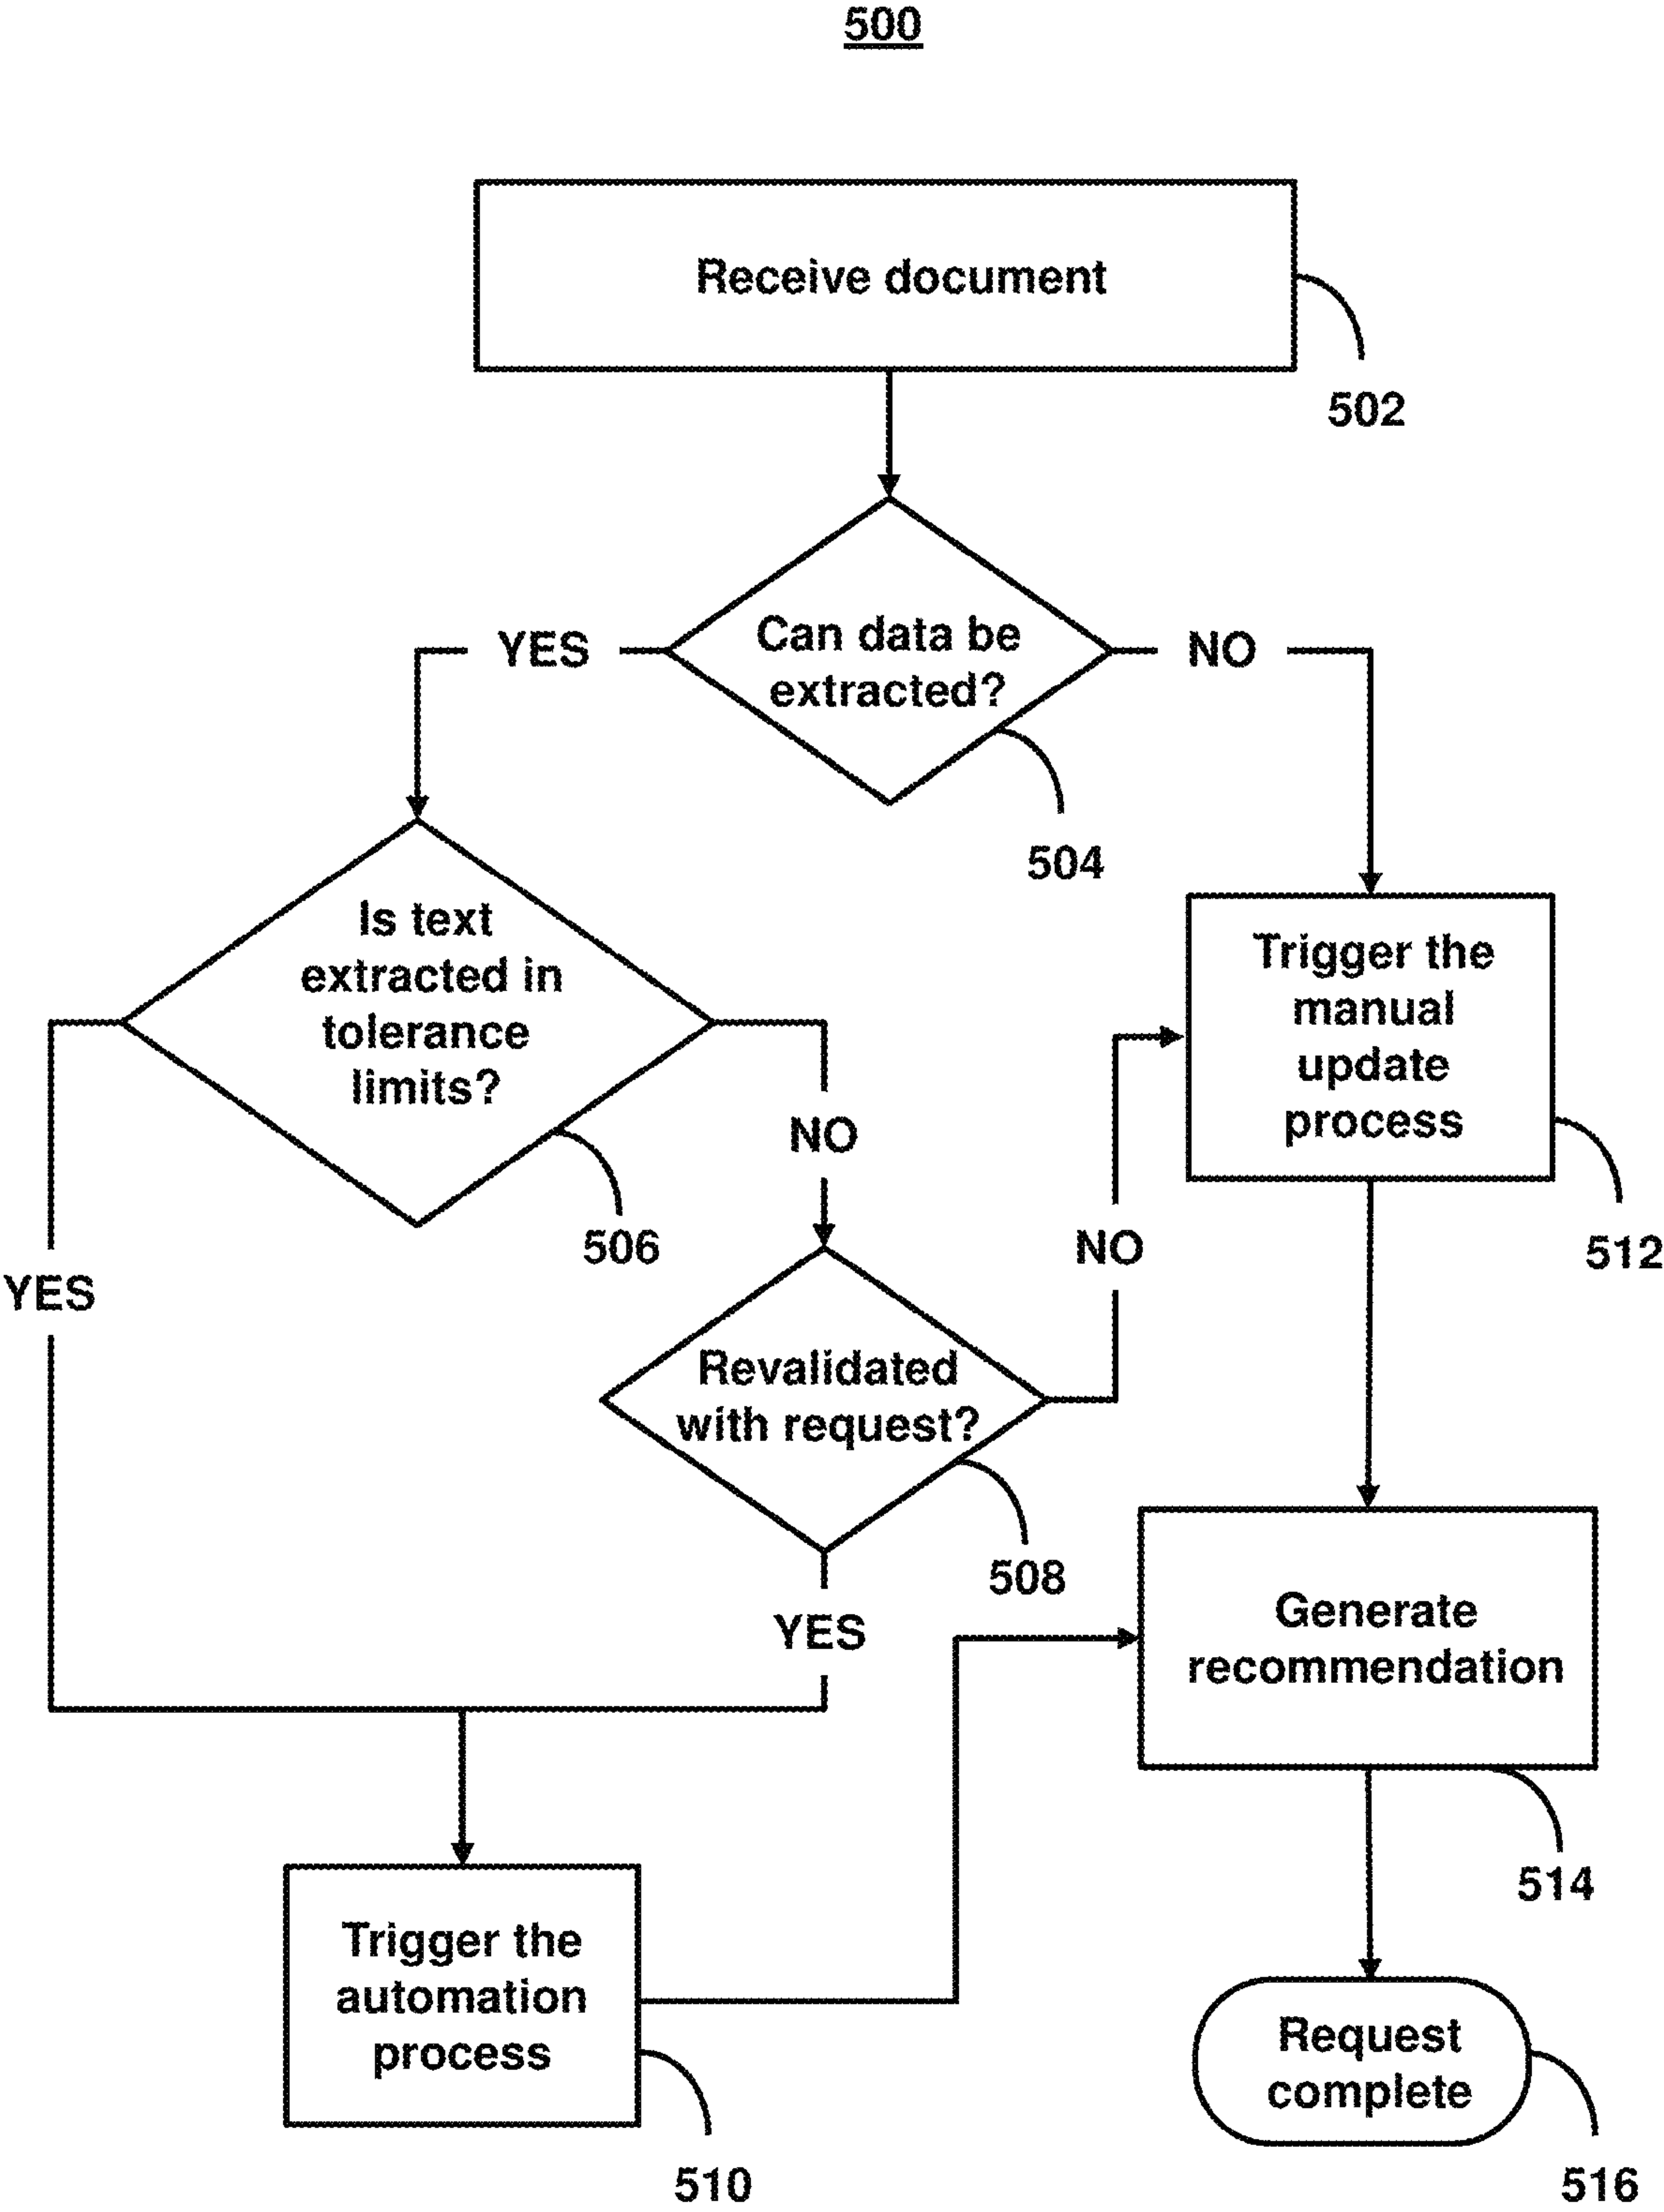 500
Receive document
502
Can data be
extracted?
YES
NO
504
Is text
extracted in
tolerance
limits?
YES
NO
506
Trigger the
manual
update
process
512
Revalidated
with request?
NO
YES
508
Generate
recommendation
514
Trigger the
automation
process
510
Request
complete
516